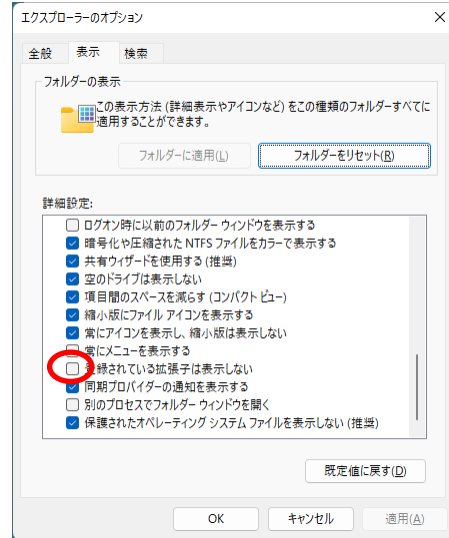 エクスプローラーのオプション
全般 表示 検索
フォルダーの表示
この表示方法 (詳細表示やアイコンなど) をこの種類のフォルダーすべてに
適用することができます。
フォルダーに適用(L) フォルダーをリセット(R)
詳細設定:
ログオン時に以前のフォルダー ウィンドウを表示する
暗号化や圧縮された NTFS ファイルをカラーで表示する
共有ウィザードを使用する (推奨)
空のドライブは表示しない
項目間のスペースを減らす (コンパクト ビュー)
縮小版にファイル アイコンを表示する
常にアイコンを表示し、縮小版は表示しない
常にメニューを表示する
登録されている拡張子は表示しない
同期プロバイダーの通知を表示する
別のプロセスでフォルダー ウィンドウを開く
保護されたオペレーティング システム ファイルを表示しない (推奨)
既定値に戻す(D)
OK キャンセル 適用(A)